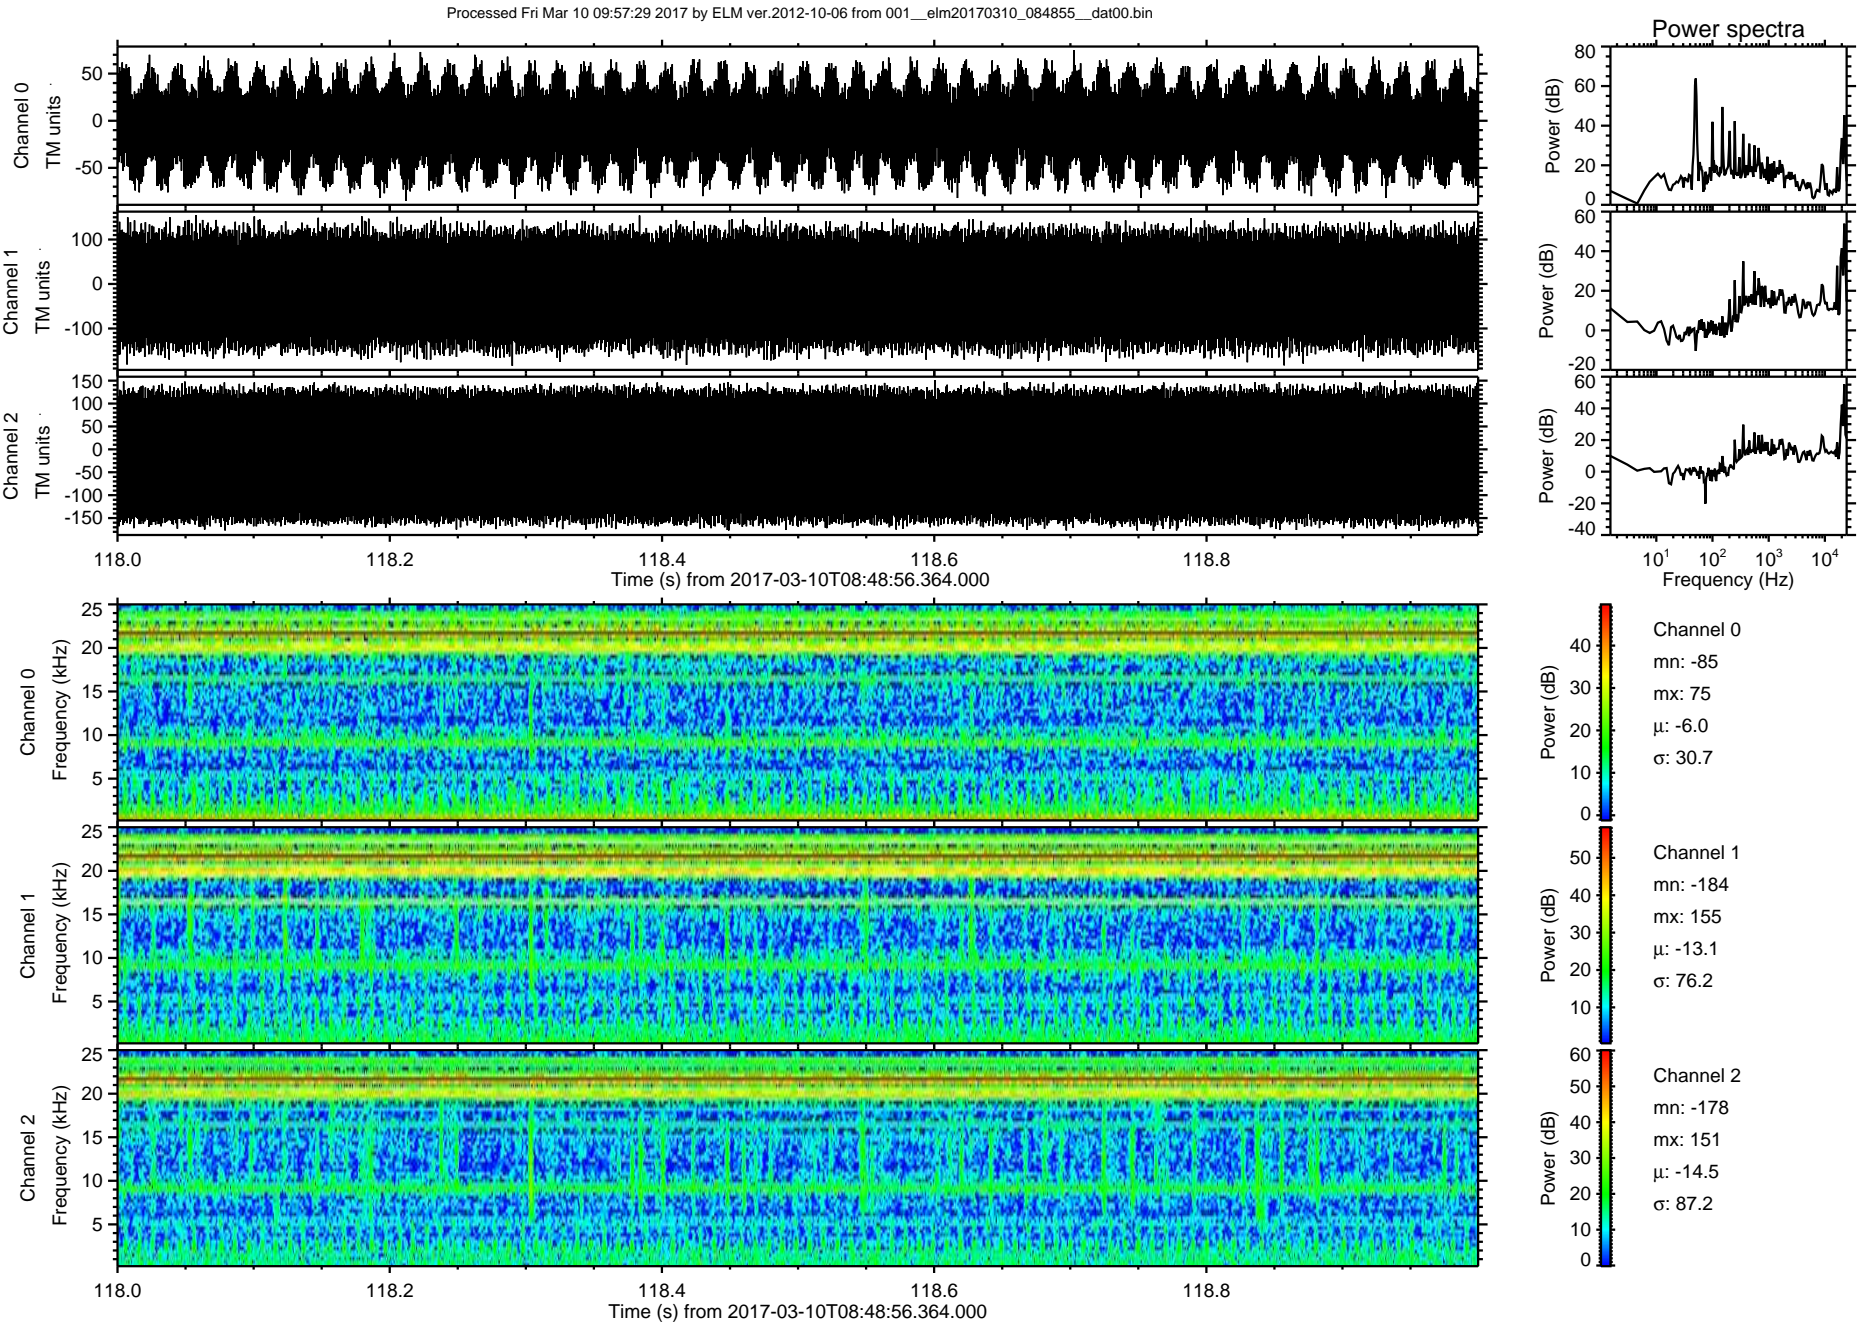 Processed Fri Mar 10 09:57:29 2017 by ELM ver.2012-10-06 from 001__elm20170310_084855__dat00.bin
Power spectra
Channel 0
TM units
50
0
-50
Power (dB)
80
60
40
20
0
Channel 1
TM units
100
0
-100
Power (dB)
60
40
20
0
-20
Channel 2
TM units
150
100
50
0
-50
-100
-150
Power (dB)
60
40
20
0
-20
-40
118.0 118.2 118.4 118.6 118.8
Time (s) from 2017-03-10T08:48:56.364.000
10¹ 10² 10³ 10⁴
Frequency (Hz)
Channel 0
Frequency (kHz)
25
20
15
10
5
Power (dB)
40
30
20
10
0
Channel 0
mn: -85
mx: 75
μ: -6.0
σ: 30.7
Channel 1
Frequency (kHz)
25
20
15
10
5
Power (dB)
50
40
30
20
10
Channel 1
mn: -184
mx: 155
μ: -13.1
σ: 76.2
Channel 2
Frequency (kHz)
25
20
15
10
5
Power (dB)
60
50
40
30
20
10
0
Channel 2
mn: -178
mx: 151
μ: -14.5
σ: 87.2
118.0 118.2 118.4 118.6 118.8
Time (s) from 2017-03-10T08:48:56.364.000